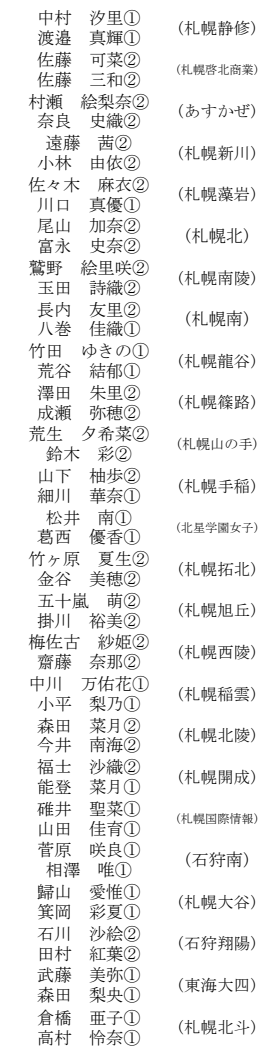 中村　汐里①
渡邉　真輝①
(札幌静修)
佐藤　可菜②
佐藤　三和②
(札幌啓北商業)
村瀬　絵梨奈②
奈良　史織②
(あすかぜ)
遠藤　茜②
小林　由依②
(札幌新川)
佐々木　麻衣②
川口　真優①
(札幌藻岩)
尾山　加奈②
富永　史奈②
(札幌北)
鷲野　絵里咲②
玉田　詩織②
(札幌南陵)
長内　友里②
八巻　佳織①
(札幌南)
竹田　ゆきの①
荒谷　結郁①
(札幌龍谷)
澤田　朱里②
成瀬　弥穂②
(札幌篠路)
荒生　夕希菜②
鈴木　彩②
(札幌山の手)
山下　柚歩②
細川　華奈①
(札幌手稲)
松井　南①
葛西　優香①
(北星学園女子)
竹ヶ原　夏生②
金谷　美穂②
(札幌拓北)
五十嵐　萌②
掛川　裕美②
(札幌旭丘)
梅佐古　紗姫②
齋藤　奈那②
(札幌西陵)
中川　万佑花①
小平　梨乃①
(札幌稲雲)
森田　菜月②
今井　南海②
(札幌北陵)
福士　沙織②
能登　菜月①
(札幌開成)
碓井　聖菜①
山田　佳育①
(札幌国際情報)
菅原　咲良①
相澤　唯①
(石狩南)
歸山　愛惟①
箕岡　彩夏①
(札幌大谷)
石川　沙絵②
田村　紅葉②
(石狩翔陽)
武藤　美弥①
森田　梨央①
(東海大四)
倉橋　亜子①
高村　怜奈①
(札幌北斗)